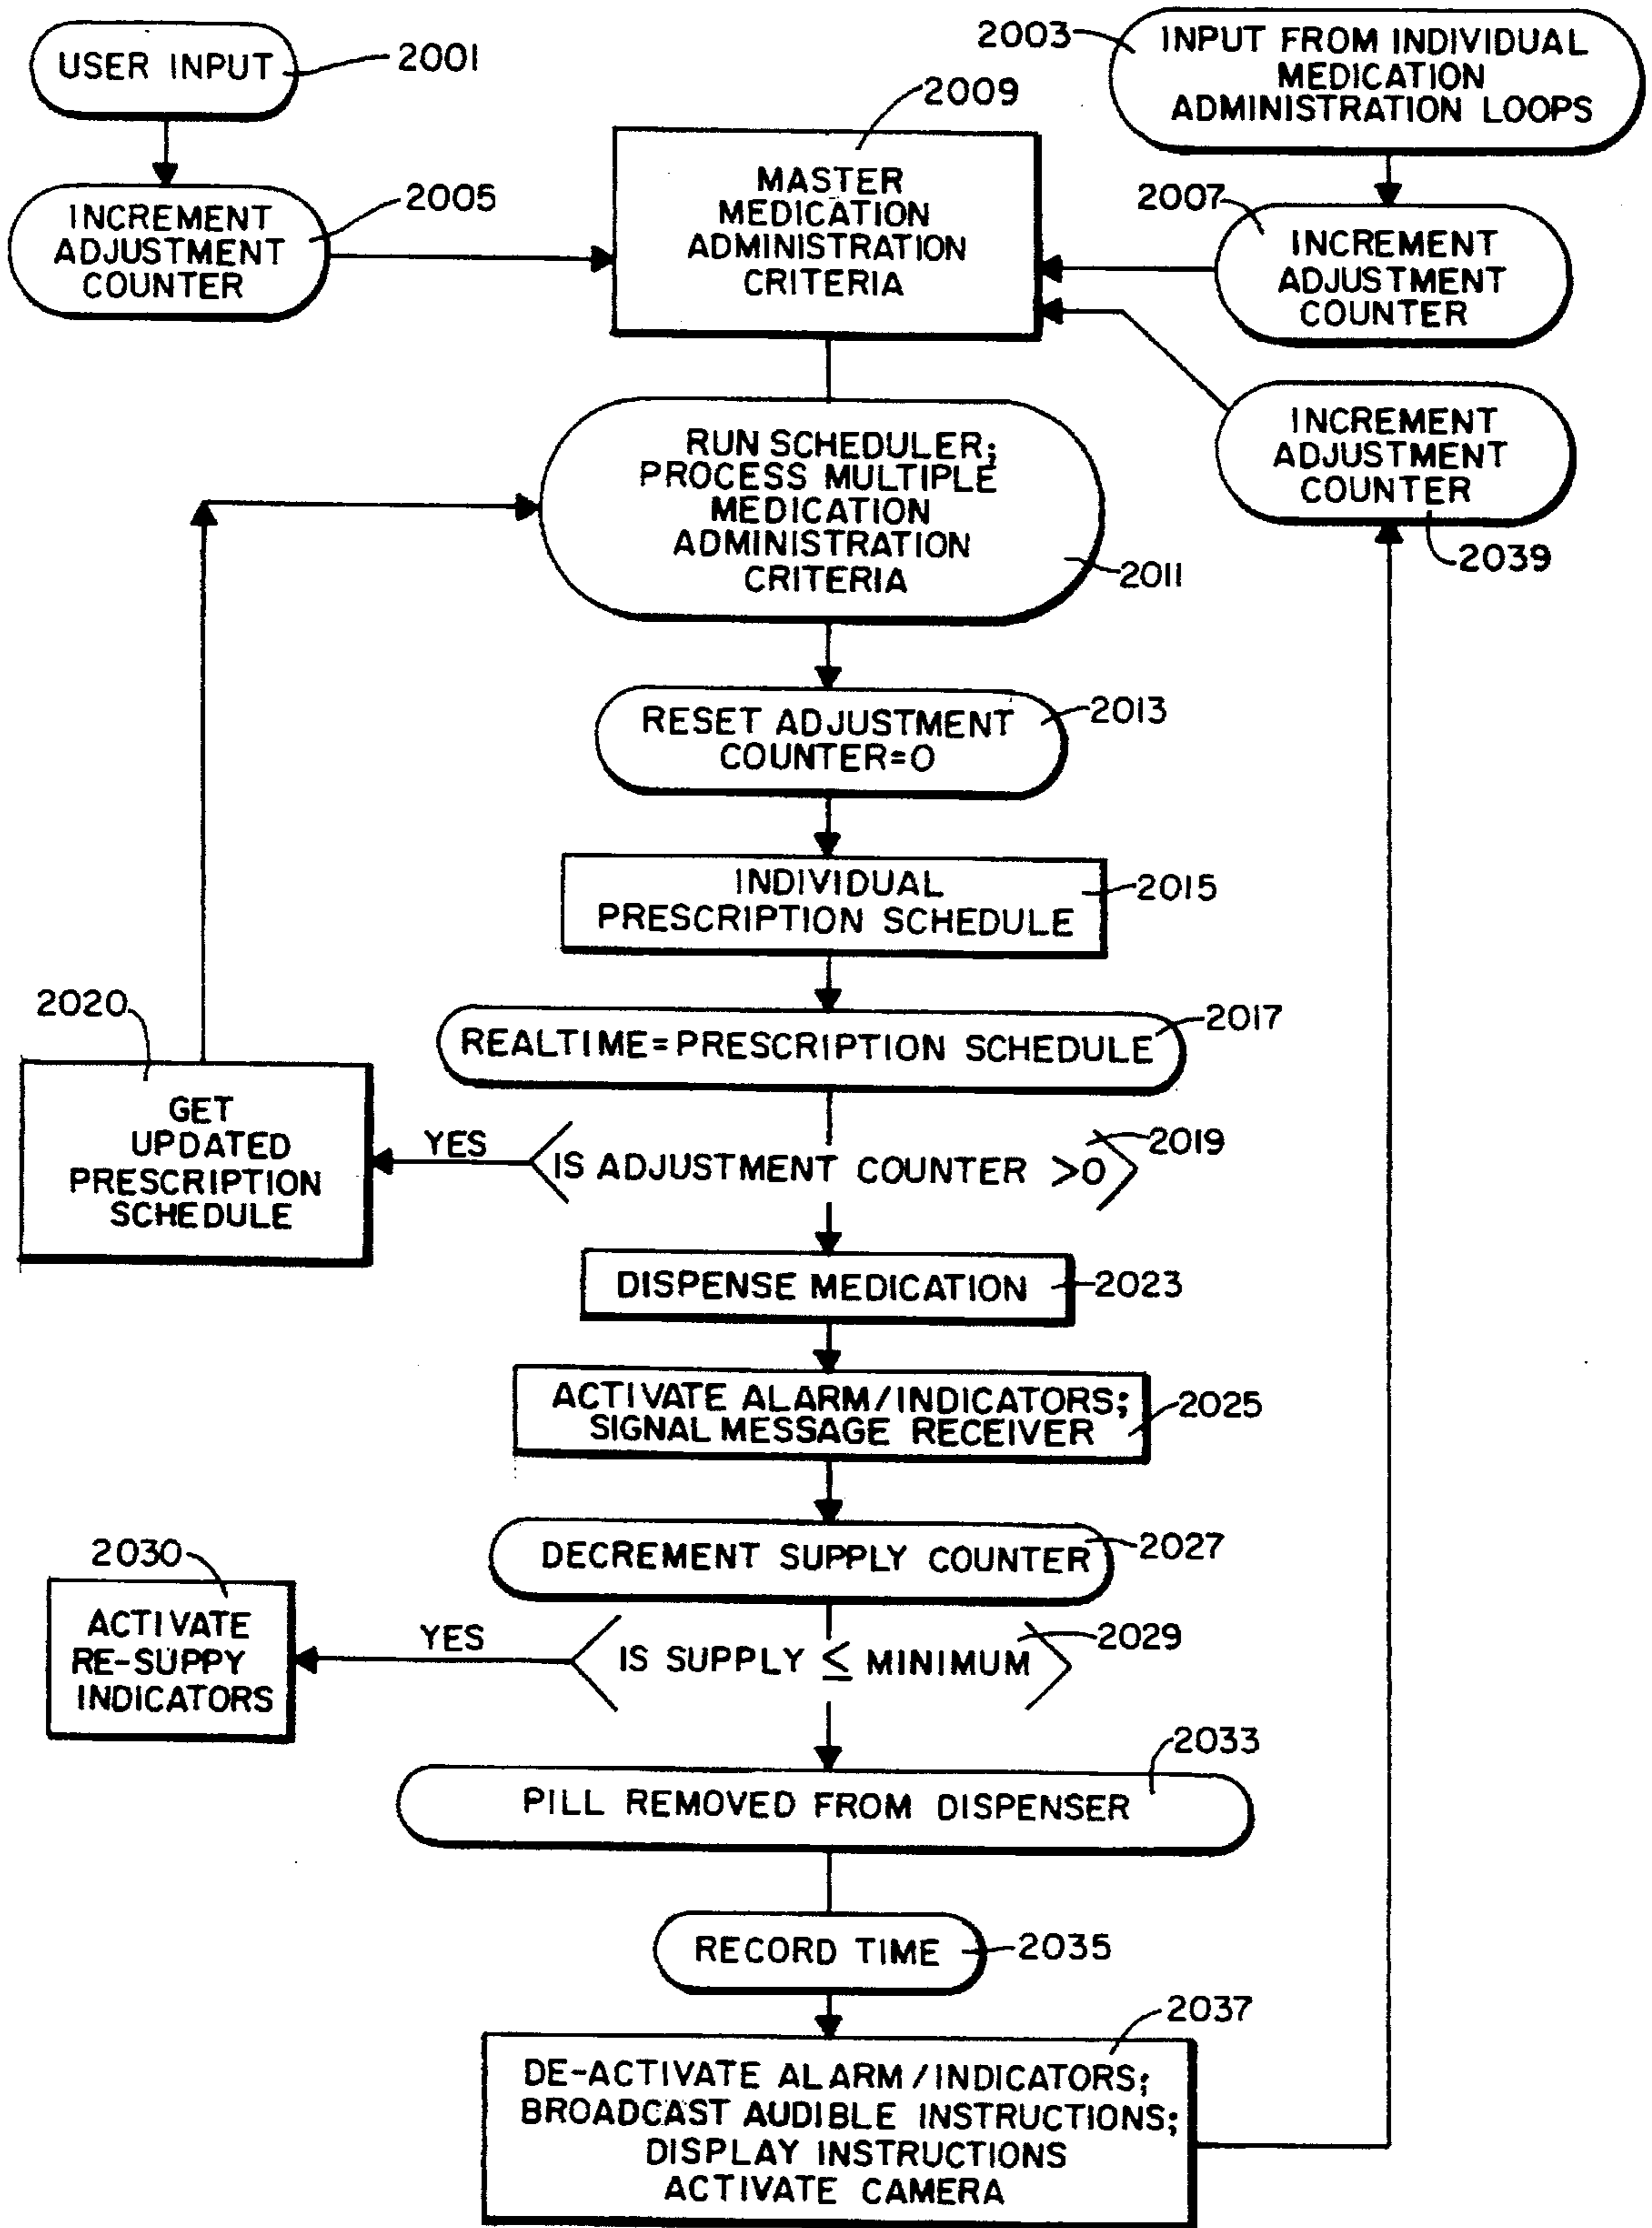 USER INPUT
2001
2003
INPUT FROM INDIVIDUAL
MEDICATION
ADMINISTRATION LOOPS
2009
MASTER
MEDICATION
ADMINISTRATION
CRITERIA
INCREMENT
ADJUSTMENT
COUNTER
2005
2007
INCREMENT
ADJUSTMENT
COUNTER
INCREMENT
ADJUSTMENT
COUNTER
2039
RUN SCHEDULER;
PROCESS MULTIPLE
MEDICATION
ADMINISTRATION
CRITERIA
2011
RESET ADJUSTMENT
COUNTER=0
2013
INDIVIDUAL
PRESCRIPTION SCHEDULE
2015
REALTIME=PRESCRIPTION SCHEDULE
2017
2020
GET
UPDATED
PRESCRIPTION
SCHEDULE
YES
IS ADJUSTMENT COUNTER >0
2019
DISPENSE MEDICATION
2023
ACTIVATE ALARM/INDICATORS;
SIGNAL MESSAGE RECEIVER
2025
DECREMENT SUPPLY COUNTER
2027
2030
ACTIVATE
RE-SUPPY
INDICATORS
YES
IS SUPPLY ≤ MINIMUM
2029
PILL REMOVED FROM DISPENSER
2033
RECORD TIME
2035
2037
DE-ACTIVATE ALARM/INDICATORS;
BROADCAST AUDIBLE INSTRUCTIONS;
DISPLAY INSTRUCTIONS
ACTIVATE CAMERA